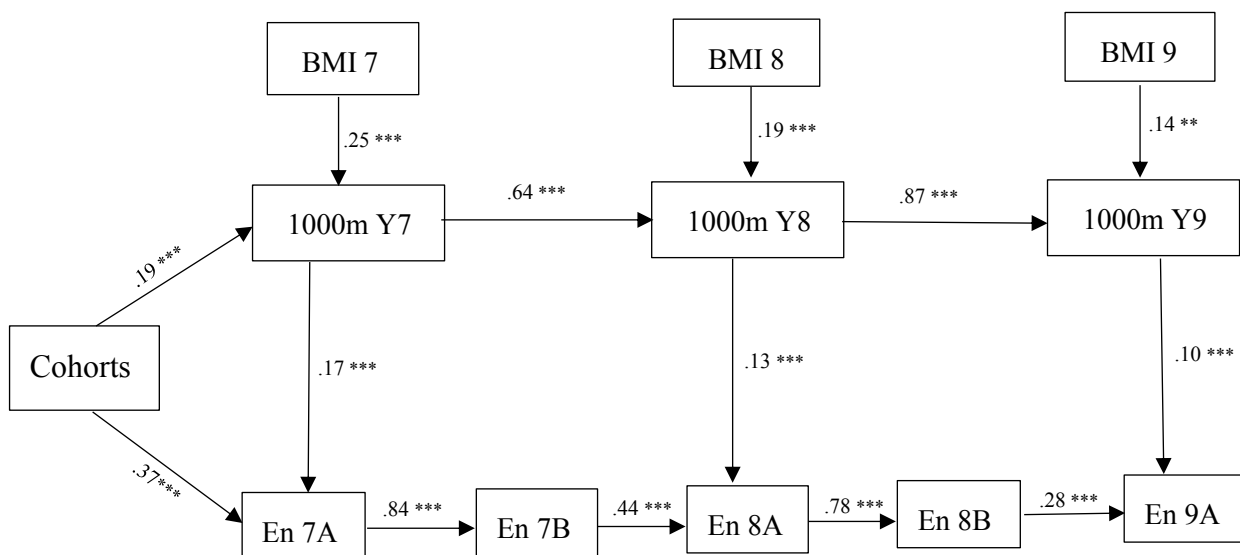 BMI 7
BMI 8
BMI 9
.25 ***
.19 ***
.14 **
1000m Y7
.64 ***
1000m Y8
.87 ***
1000m Y9
.19 ***
Cohorts
.17 ***
.13 ***
.10 ***
.37***
En 7A
.84 ***
En 7B
.44 ***
En 8A
.78 ***
En 8B
.28 ***
En 9A